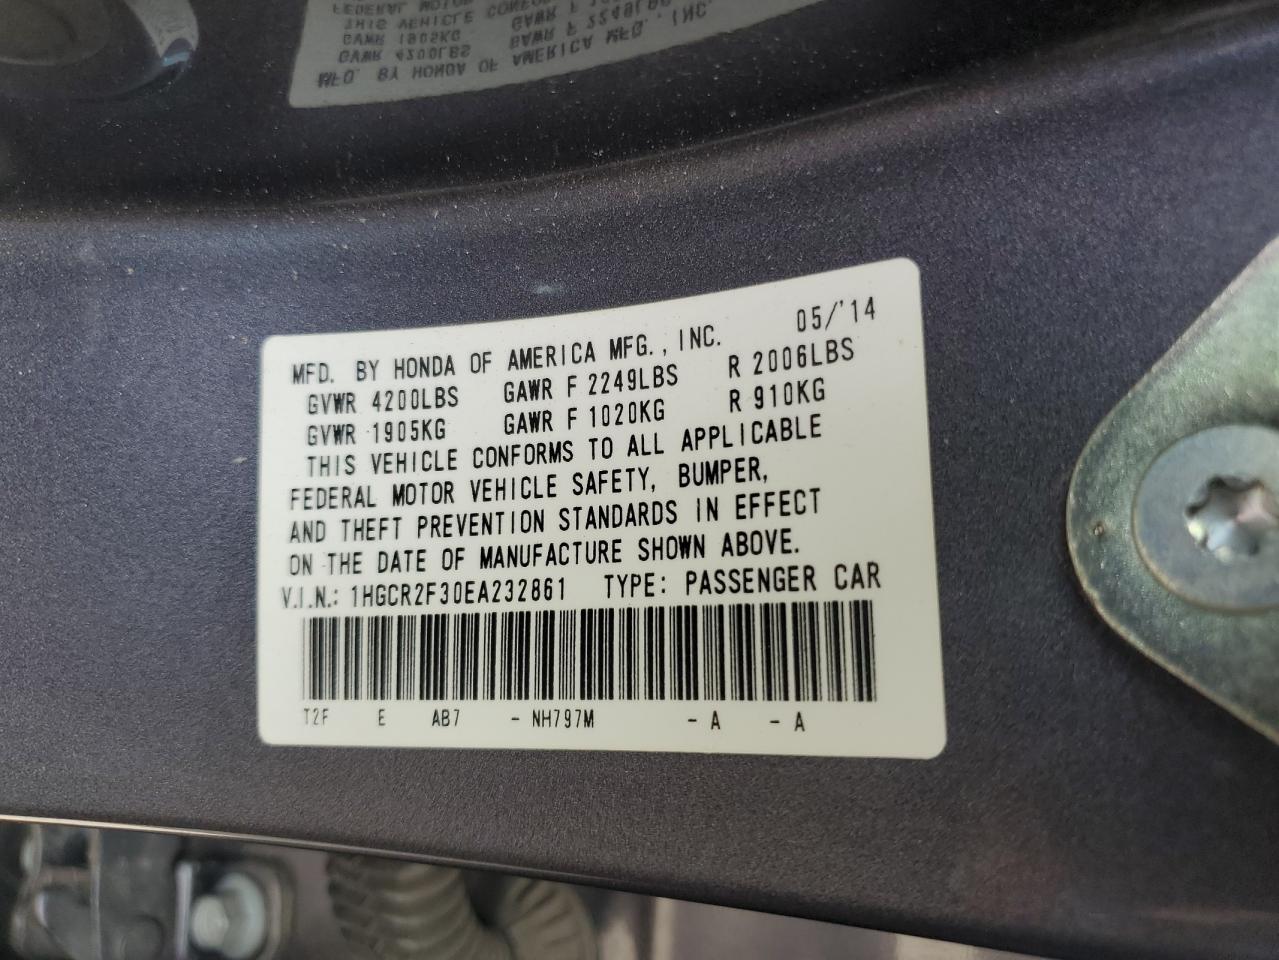 MFD. BY HONDA OF AMERICA MFG., INC. 05/'14
GVWR 4200LBS GAWR F 2249LBS R 2006LBS
GVWR 1905KG GAWR F 1020KG R 910KG
THIS VEHICLE CONFORMS TO ALL APPLICABLE
FEDERAL MOTOR VEHICLE SAFETY, BUMPER,
AND THEFT PREVENTION STANDARDS IN EFFECT
ON THE DATE OF MANUFACTURE SHOWN ABOVE.
V.I.N.: 1HGCR2F30EA232861 TYPE: PASSENGER CAR
T2F E AB7 - NH797M - A - A